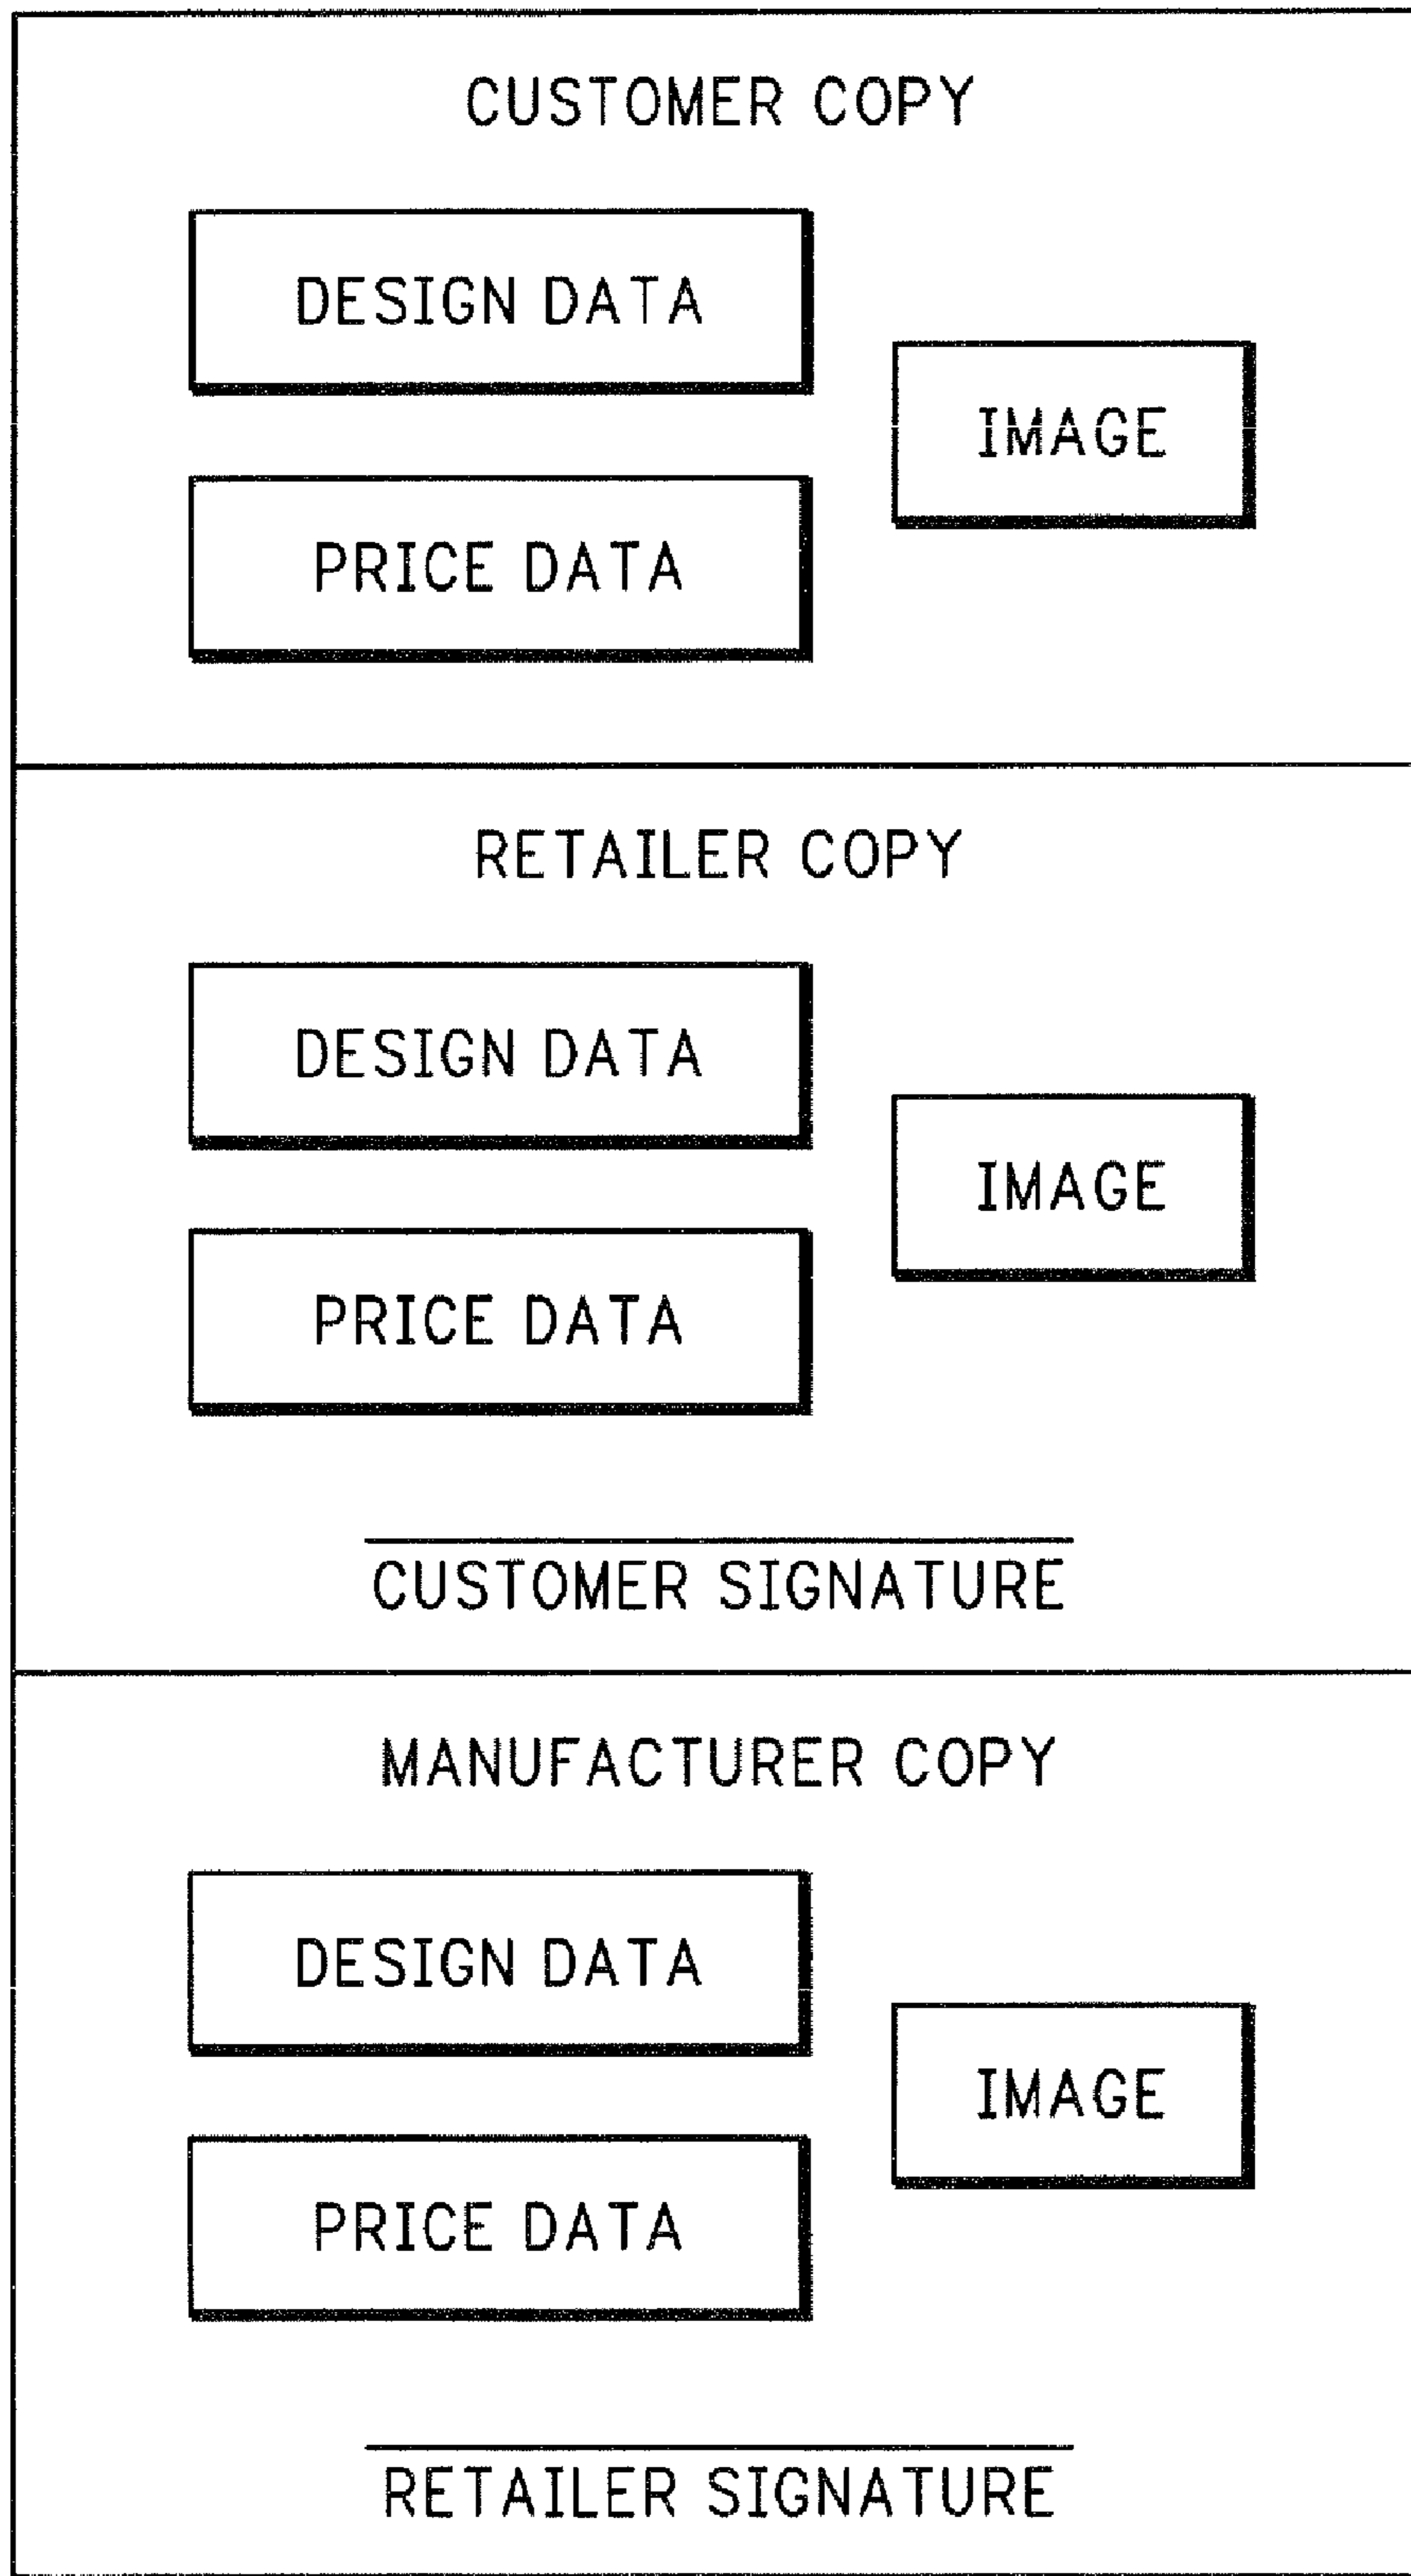 CUSTOMER COPY
DESIGN DATA
IMAGE
PRICE DATA
RETAILER COPY
DESIGN DATA
IMAGE
PRICE DATA
CUSTOMER SIGNATURE
MANUFACTURER COPY
DESIGN DATA
IMAGE
PRICE DATA
RETAILER SIGNATURE